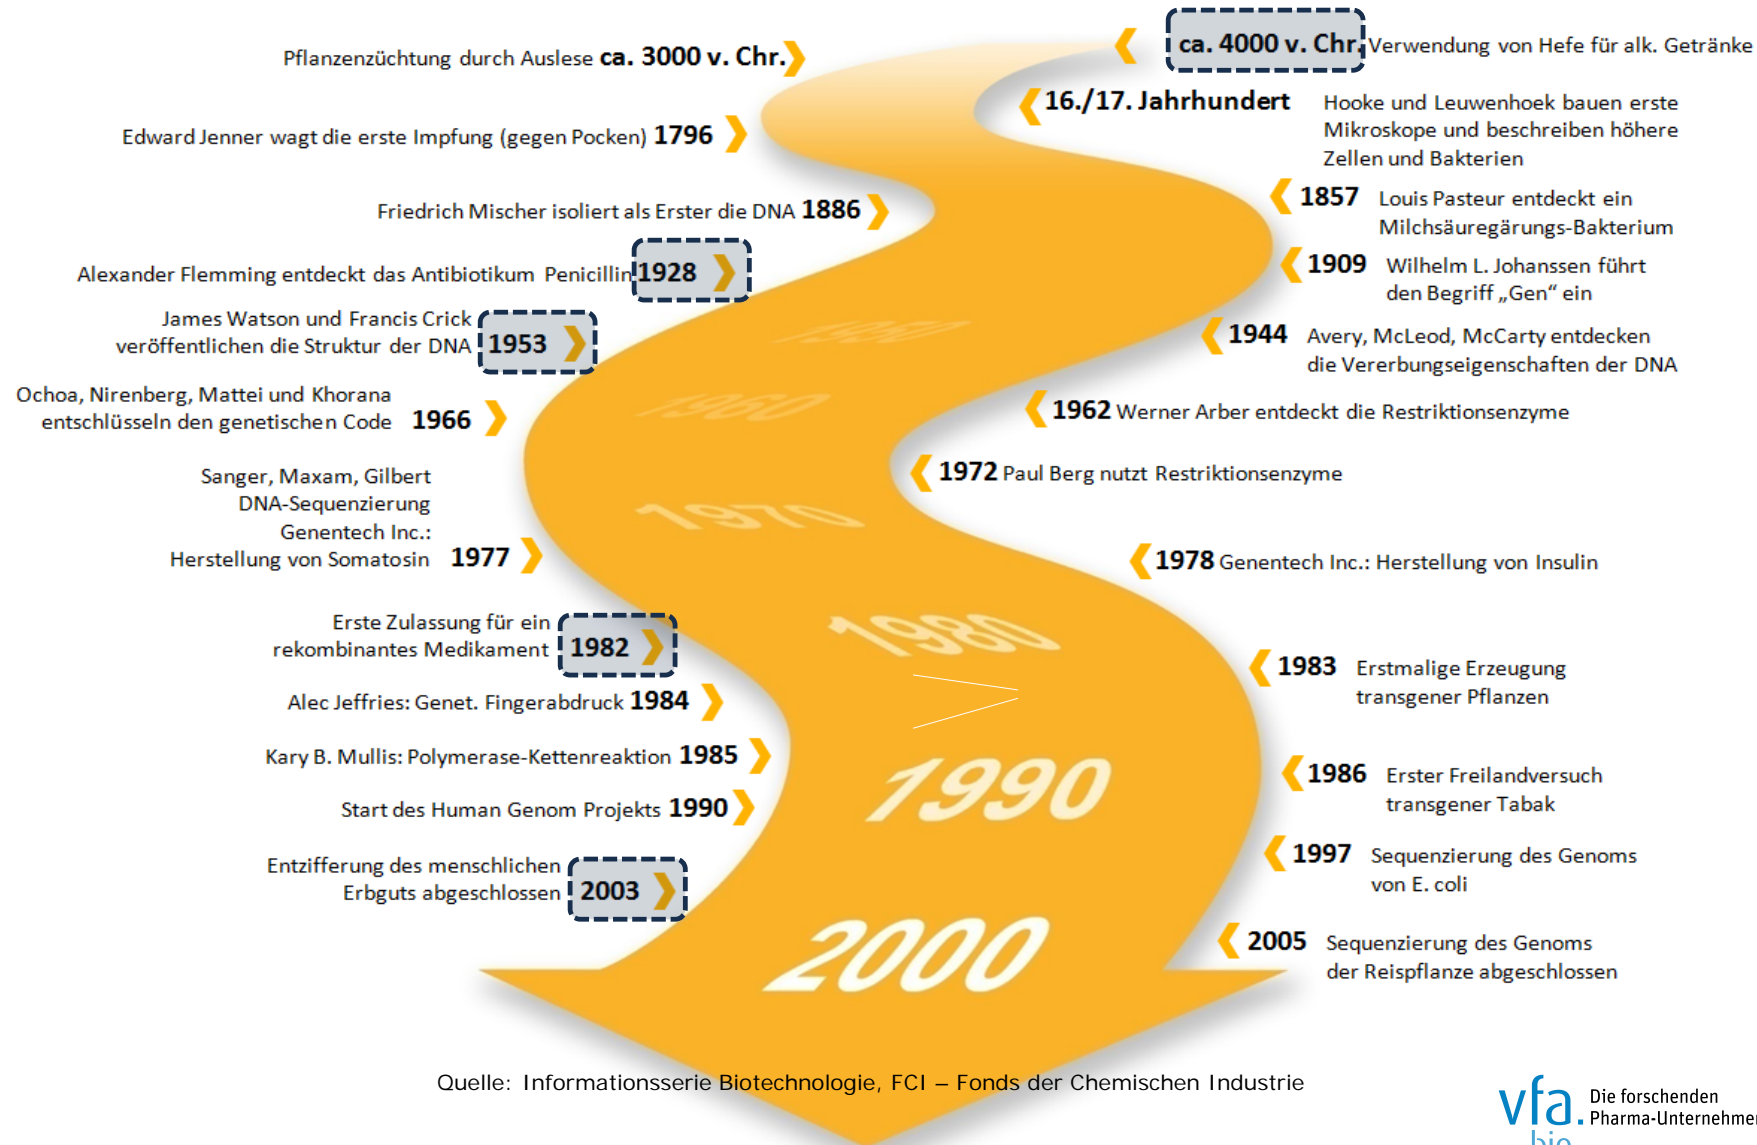 ca. 4000 v. Chr. Verwendung von Hefe für alk. Getränke
Pflanzenzüchtung durch Auslese ca. 3000 v. Chr.
16./17. Jahrhundert Hooke und Leuwenhoek bauen erste
Mikroskope und beschreiben höhere
Zellen und Bakterien
Edward Jenner wagt die erste Impfung (gegen Pocken) 1796
1857 Louis Pasteur entdeckt ein
Milchsäuregärungs-Bakterium
Friedrich Mischer isoliert als Erster die DNA 1886
1909 Wilhelm L. Johanssen führt
den Begriff „Gen“ ein
Alexander Flemming entdeckt das Antibiotikum Penicillin 1928
1944 Avery, McLeod, McCarty entdecken
die Vererbungseigenschaften der DNA
James Watson und Francis Crick
veröffentlichen die Struktur der DNA 1953
1950
1962 Werner Arber entdeckt die Restriktionsenzyme
Ochoa, Nirenberg, Mattei und Khorana
entschlüsseln den genetischen Code 1966
1960
1972 Paul Berg nutzt Restriktionsenzyme
Sanger, Maxam, Gilbert
DNA-Sequenzierung
Genentech Inc.:
Herstellung von Somatosin 1977
1970
1978 Genentech Inc.: Herstellung von Insulin
Erste Zulassung für ein
rekombinantes Medikament 1982
1980
1983 Erstmalige Erzeugung
transgener Pflanzen
Alec Jeffries: Genet. Fingerabdruck 1984
Kary B. Mullis: Polymerase-Kettenreaktion 1985
1986 Erster Freilandversuch
transgener Tabak
Start des Human Genom Projekts 1990
1990
1997 Sequenzierung des Genoms
von E. coli
Entzifferung des menschlichen
Erbguts abgeschlossen 2003
2000
2005 Sequenzierung des Genoms
der Reispflanze abgeschlossen
Quelle: Informationsserie Biotechnologie, FCI – Fonds der Chemischen Industrie
vfa. Die forschenden
Pharma-Unternehmen
bio